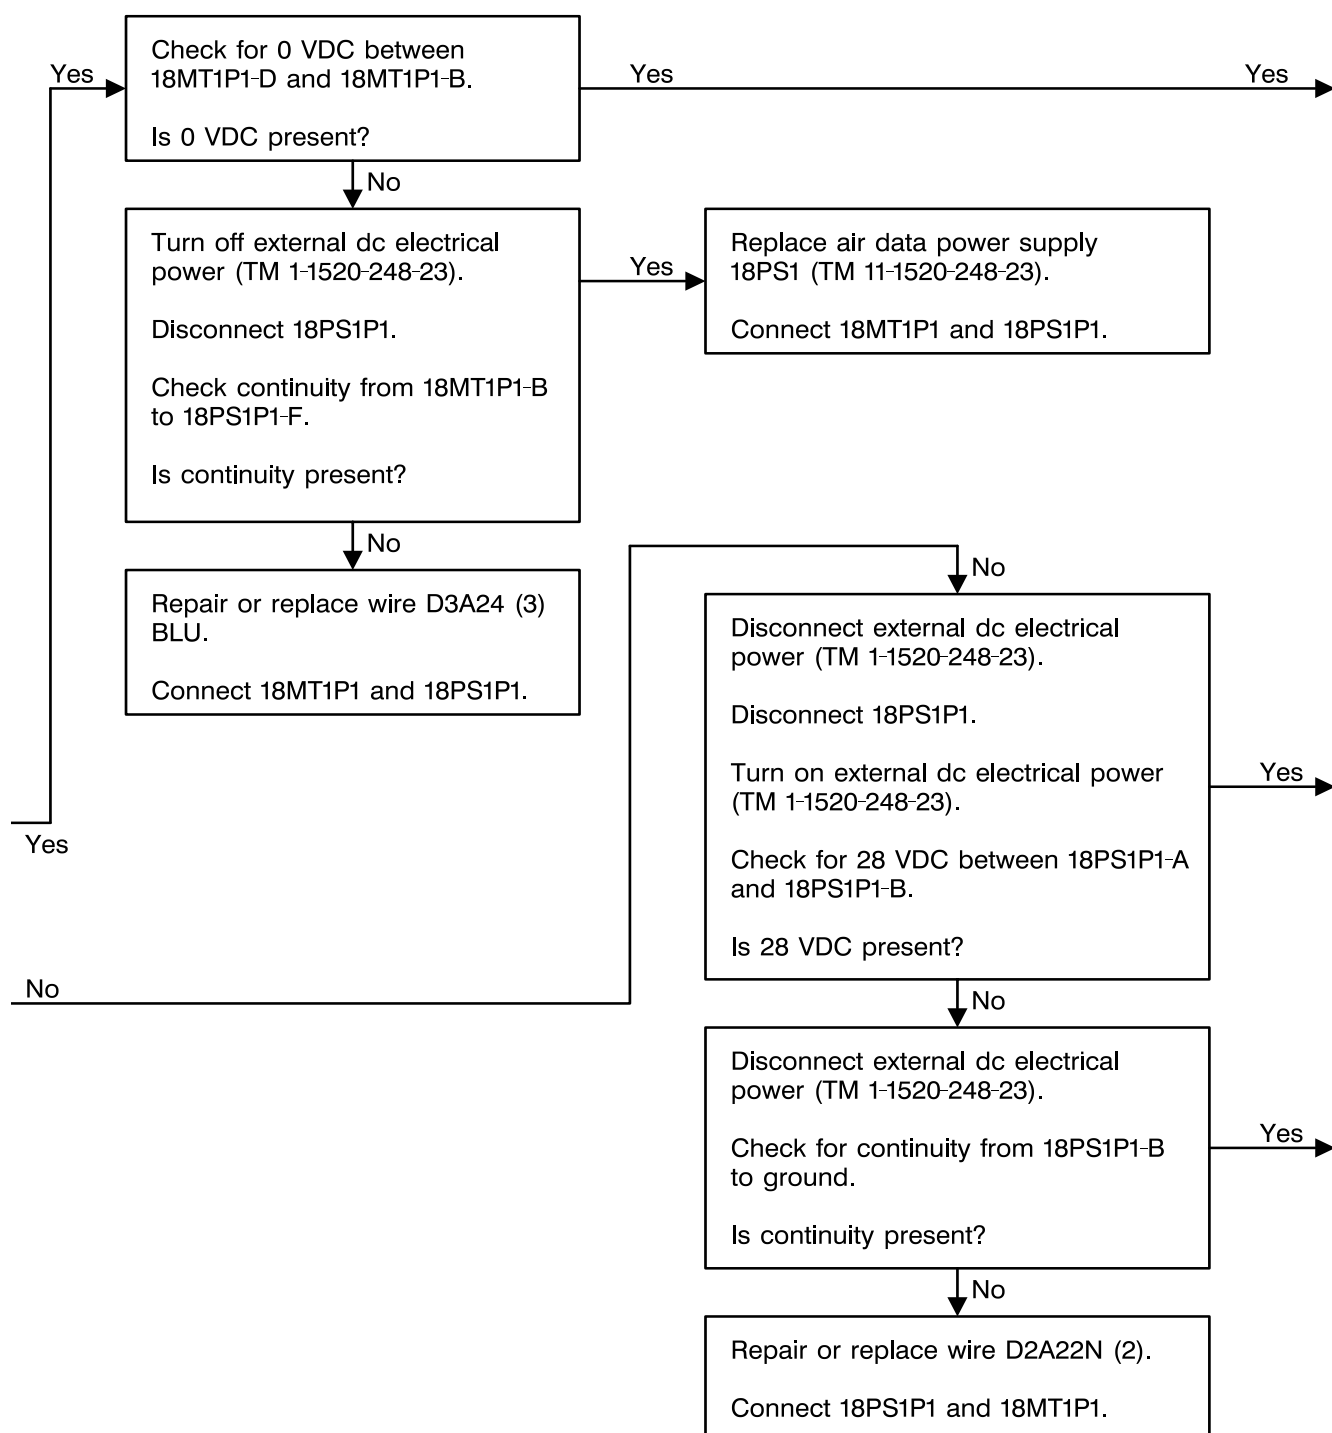 Check for 0 VDC between
18MT1P1-D and 18MT1P1-B.
Is 0 VDC present?
Yes
Yes
Yes
No
Turn off external dc electrical
power (TM 1-1520-248-23).
Disconnect 18PS1P1.
Check continuity from 18MT1P1-B
to 18PS1P1-F.
Is continuity present?
Yes
Replace air data power supply
18PS1 (TM 11-1520-248-23).
Connect 18MT1P1 and 18PS1P1.
No
Repair or replace wire D3A24 (3)
BLU.
Connect 18MT1P1 and 18PS1P1.
Yes
No
No
Disconnect external dc electrical
power (TM 1-1520-248-23).
Disconnect 18PS1P1.
Turn on external dc electrical power
(TM 1-1520-248-23).
Check for 28 VDC between 18PS1P1-A
and 18PS1P1-B.
Is 28 VDC present?
Yes
No
Disconnect external dc electrical
power (TM 1-1520-248-23).
Check for continuity from 18PS1P1-B
to ground.
Is continuity present?
Yes
No
Repair or replace wire D2A22N (2).
Connect 18PS1P1 and 18MT1P1.